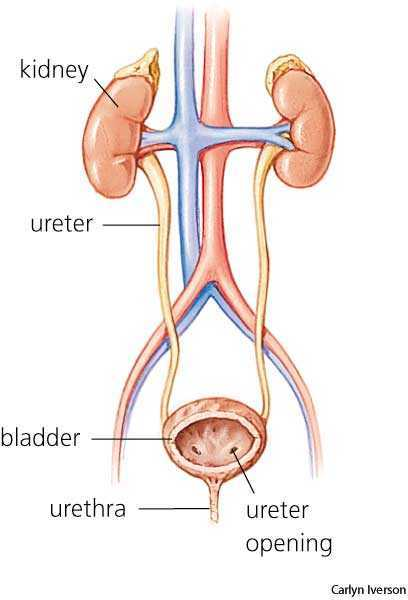 kidney
ureter
bladder
urethra
ureter
opening
Carlyn Iverson